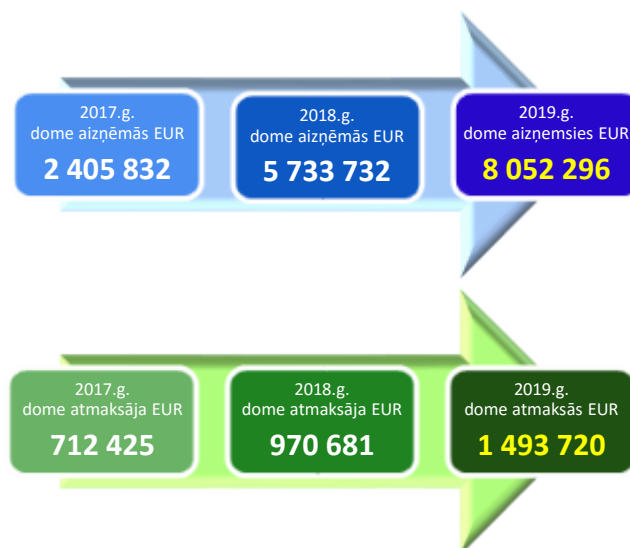 2017.g.
dome aizņēmās EUR
2 405 832
2018.g.
dome aizņēmās EUR
5 733 732
2019.g.
dome aizņemsies EUR
8 052 296
2017.g.
dome atmaksāja EUR
712 425
2018.g.
dome atmaksāja EUR
970 681
2019.g.
dome atmaksās EUR
1 493 720